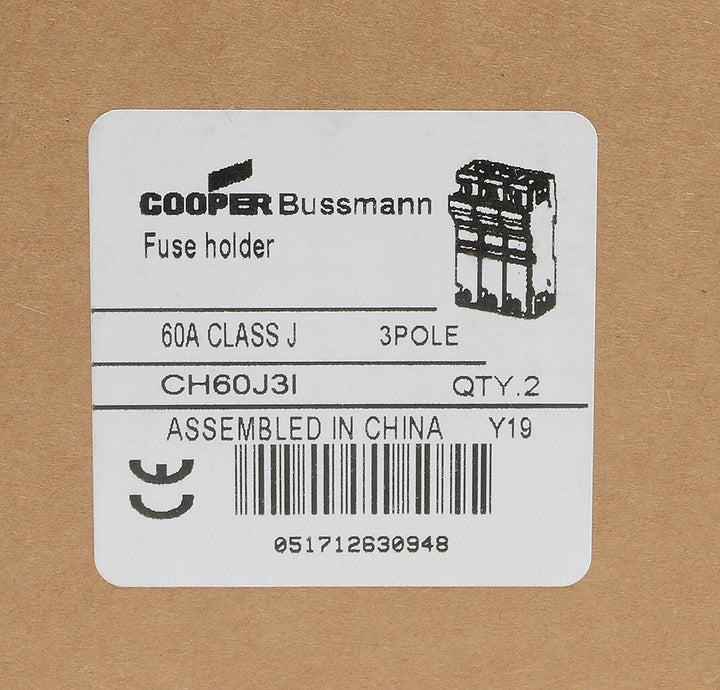 COOPER Bussmann
Fuse holder
60A CLASS J 3POLE
CH60J3I QTY.2
ASSEMBLED IN CHINA Y19
CE
051712630948